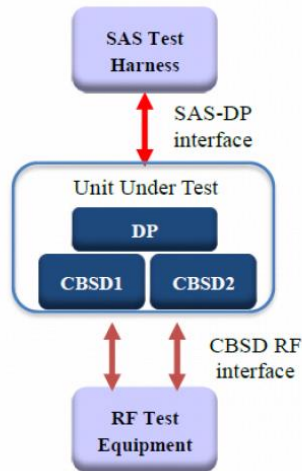 SAS Test
Harness
SAS-DP
interface
Unit Under Test
DP
CBSD1
CBSD2
CBSD RF
interface
RF Test
Equipment